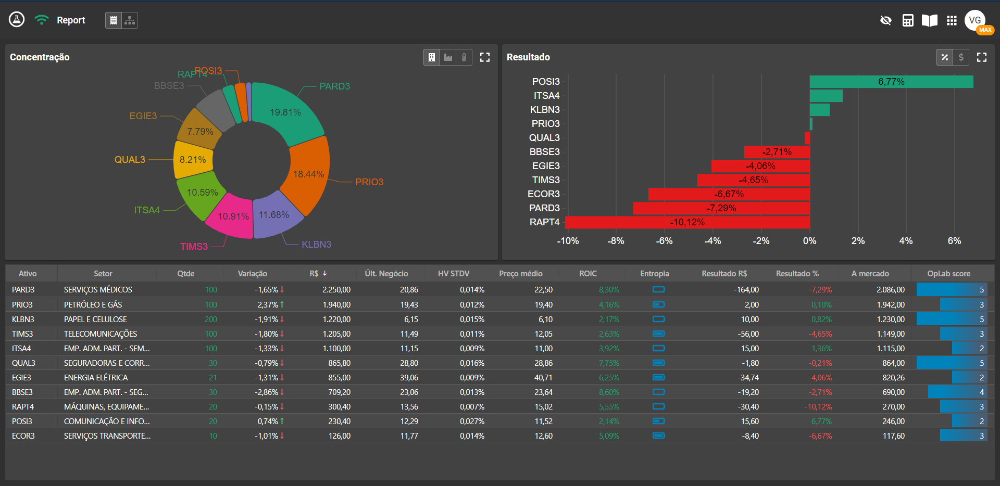 Report
VG
MAX
Concentração
POSI3
RAPT4
BBSE3
PARD3
19.81%
EGIE3
7.79%
QUAL3
8.21%
18.44%
PRIO3
10.59%
ITSA4
10.91%
11.68%
TIMS3
KLBN3
Resultado
% $
POSI3 6,77%
ITSA4
KLBN3
PRIO3
QUAL3
BBSE3 -2,71%
EGIE3 -4,06%
TIMS3 -4,65%
ECOR3 -6,67%
PARD3 -7,29%
RAPT4 -10,12%
-10% -8% -6% -4% -2% 0% 2% 4% 6%
Ativo Setor Qtde Variação R$ ↓ Últ. Negócio HV STDV Preço médio ROIC Entropia Resultado R$ Resultado % A mercado OpLab score
PARD3 SERVIÇOS MÉDICOS 100 -1,65%↓ 2.250,00 20,86 0,014% 22,50 8,30% -164,00 -7,29% 2.086,00 5
PRIO3 PETRÓLEO E GÁS 100 2,37%↑ 1.940,00 19,43 0,012% 19,40 4,16% 2,00 0,10% 1.942,00 3
KLBN3 PAPEL E CELULOSE 200 -1,91%↓ 1.220,00 6,15 0,015% 6,10 2,17% 10,00 0,82% 1.230,00 5
TIMS3 TELECOMUNICAÇÕES 100 -1,80%↓ 1.205,00 11,49 0,011% 12,05 2,63% -56,00 -4,65% 1.149,00 3
ITSA4 EMP. ADM. PART. - SEM... 100 -1,33%↓ 1.100,00 11,15 0,009% 11,00 3,92% 15,00 1,36% 1.115,00 2
QUAL3 SEGURADORAS E CORR... 30 -0,79%↓ 865,80 28,80 0,016% 28,86 7,75% -1,80 -0,21% 864,00 5
EGIE3 ENERGIA ELÉTRICA 21 -1,31%↓ 855,00 39,06 0,009% 40,71 6,25% -34,74 -4,06% 820,26 2
BBSE3 EMP. ADM. PART. - SEG... 30 -2,86%↓ 709,20 23,06 0,013% 23,64 8,60% -19,20 -2,71% 690,00 4
RAPT4 MÁQUINAS, EQUIPAME... 20 -0,15%↓ 300,40 13,56 0,007% 15,02 5,55% -30,40 -10,12% 270,00 3
POSI3 COMUNICAÇÃO E INFO... 20 0,74%↑ 230,40 12,29 0,027% 11,52 2,14% 15,60 6,77% 246,00 2
ECOR3 SERVIÇOS TRANSPORTE... 10 -1,01%↓ 126,00 11,77 0,014% 12,60 5,09% -8,40 -6,67% 117,60 3